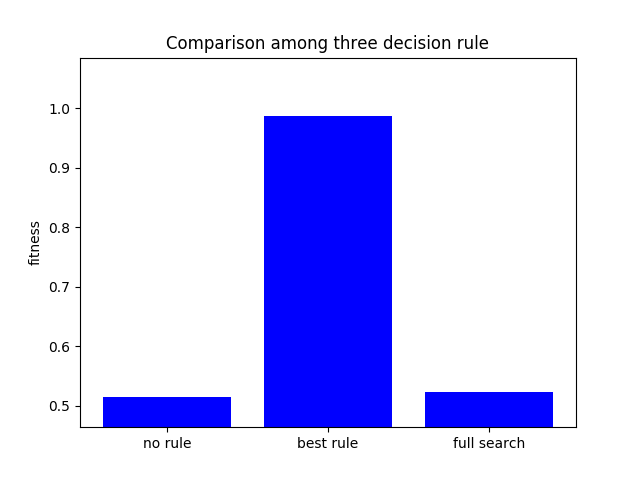 Comparison among three decision rule
fitness
1.0
0.9
0.8
0.7
0.6
0.5
no rule
best rule
full search